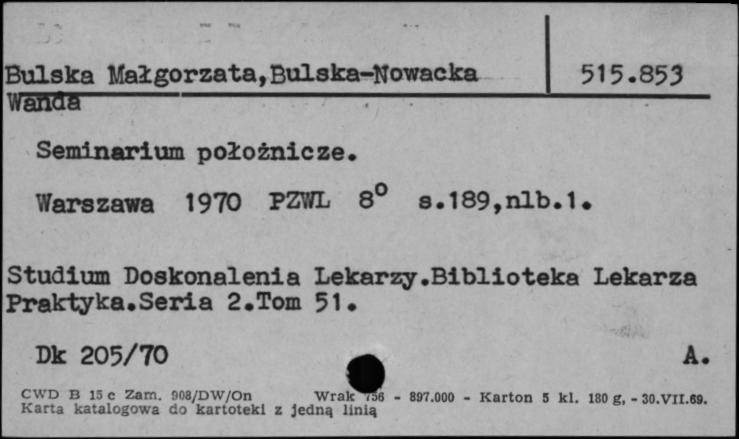 Bulska Małgorzata,Bulska-Nowacka 515.853
Wanda
Seminarium położnicze.
Warszawa 1970 PZWL 8° s.189,nlb.1.
Studium Doskonalenia Lekarzy.Biblioteka Lekarza
Praktyka.Seria 2.Tom 51.
Dk 205/70 A.
CWD B 15 c Zam. 908/DW/On Wrak 756 - 897.000 - Karton 5 kl. 180 g, - 30.VII.69.
Karta katalogowa do kartoteki z jedną linią